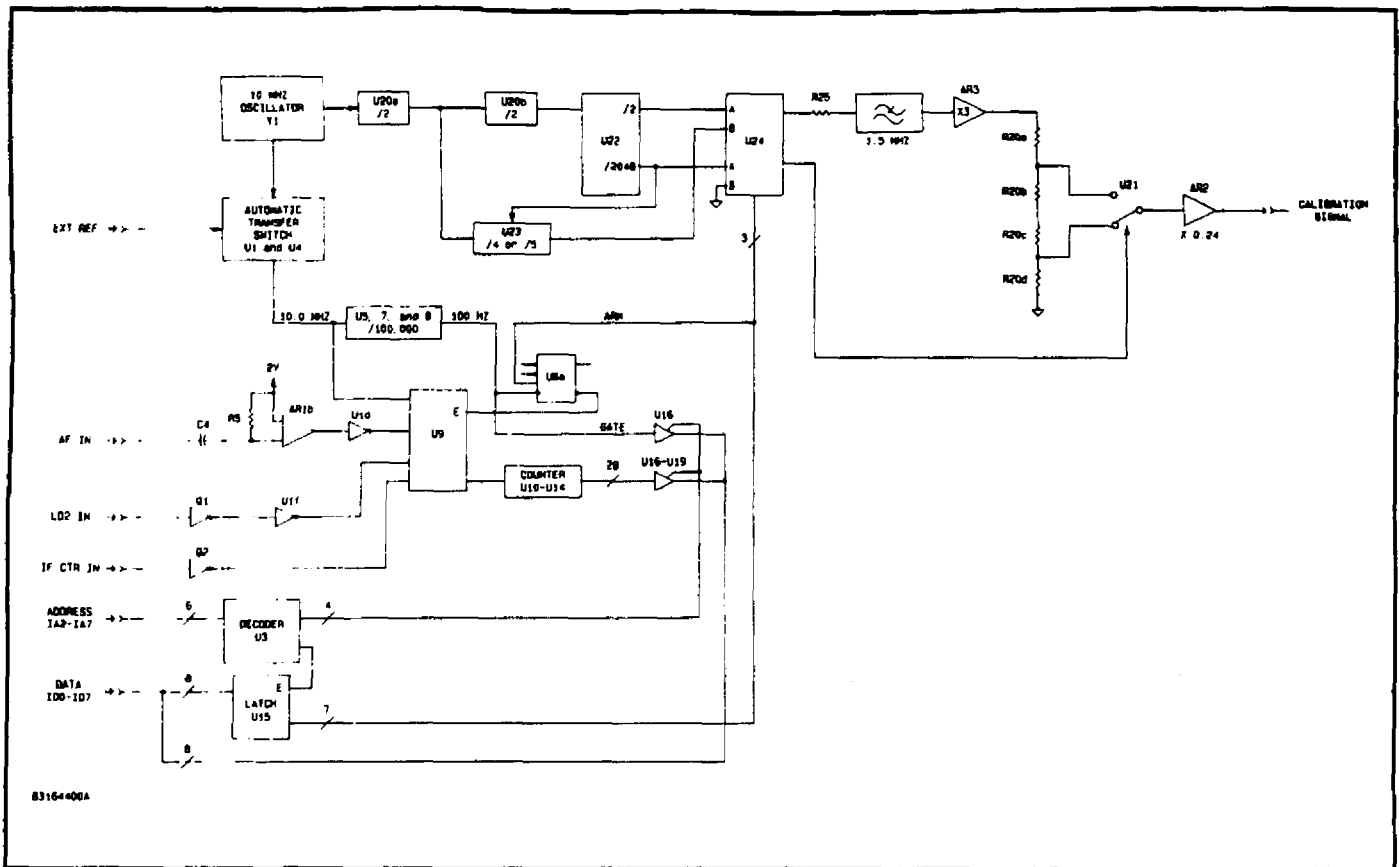 10 MHZ
OSCILLATOR
Y1
U20a
/2
U20b
/2
U22
/2
/2048
U23
/4 or /5
A
B
U24
A
B
R25
1.5 MHZ
AR3
X3
R20a
R20b
R20c
R20d
U21
AR2
X 0.24
CALIBRATION
SIGNAL
EXT REF
AUTOMATIC
TRANSFER
SWITCH
U1 and U4
3
10.0 MHZ
U5, 7, and 8
/100,000
100 HZ
ARM
2V
R5
AR1b
C4
AF IN
U9
E
GATE
U16
COUNTER
U10-U14
28
U16-U19
LO2 IN
Q1
U1f
IF CTR IN
Q2
ADDRESS
IA2-IA7
6
DECODER
U3
4
DATA
ID0-ID7
8
E
LATCH
U15
7
8
83164400A